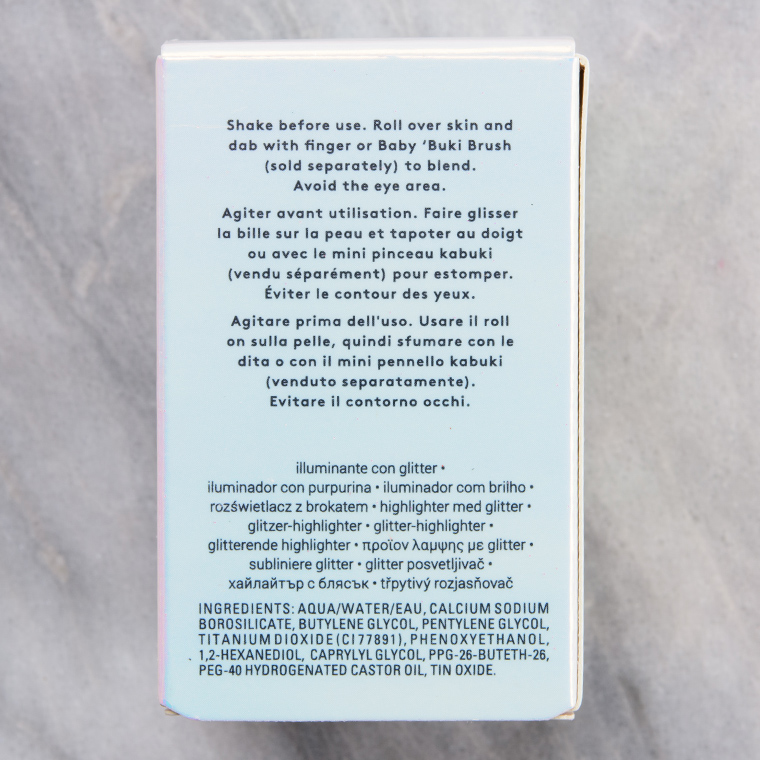 Shake before use. Roll over skin and
dab with finger or Baby ‘Buki Brush
(sold separately) to blend.
Avoid the eye area.
Agiter avant utilisation. Faire glisser
la bille sur la peau et tapoter au doigt
ou avec le mini pinceau kabuki
(vendu séparément) pour estomper.
Éviter le contour des yeux.
Agitare prima dell'uso. Usare il roll
on sulla pelle, quindi sfumare con le
dita o con il mini pennello kabuki
(venduto separatamente).
Evitare il contorno occhi.
illuminante con glitter •
iluminador con purpurina • iluminador com brilho •
rozświetlacz z brokatem • highlighter med glitter •
glitzer-highlighter • glitter-highlighter •
glitterende highlighter • προϊον λαμψης με glitter •
subliniere glitter • glitter posvetljivač •
хайлайтър с блясък • třpytivý rozjasňovač
INGREDIENTS: AQUA/WATER/EAU, CALCIUM SODIUM
BOROSILICATE, BUTYLENE GLYCOL, PENTYLENE GLYCOL,
TITANIUM DIOXIDE (CI 77891), PHENOXYETHANOL,
1,2-HEXANEDIOL, CAPRYLYL GLYCOL, PPG-26-BUTETH-26,
PEG-40 HYDROGENATED CASTOR OIL, TIN OXIDE.